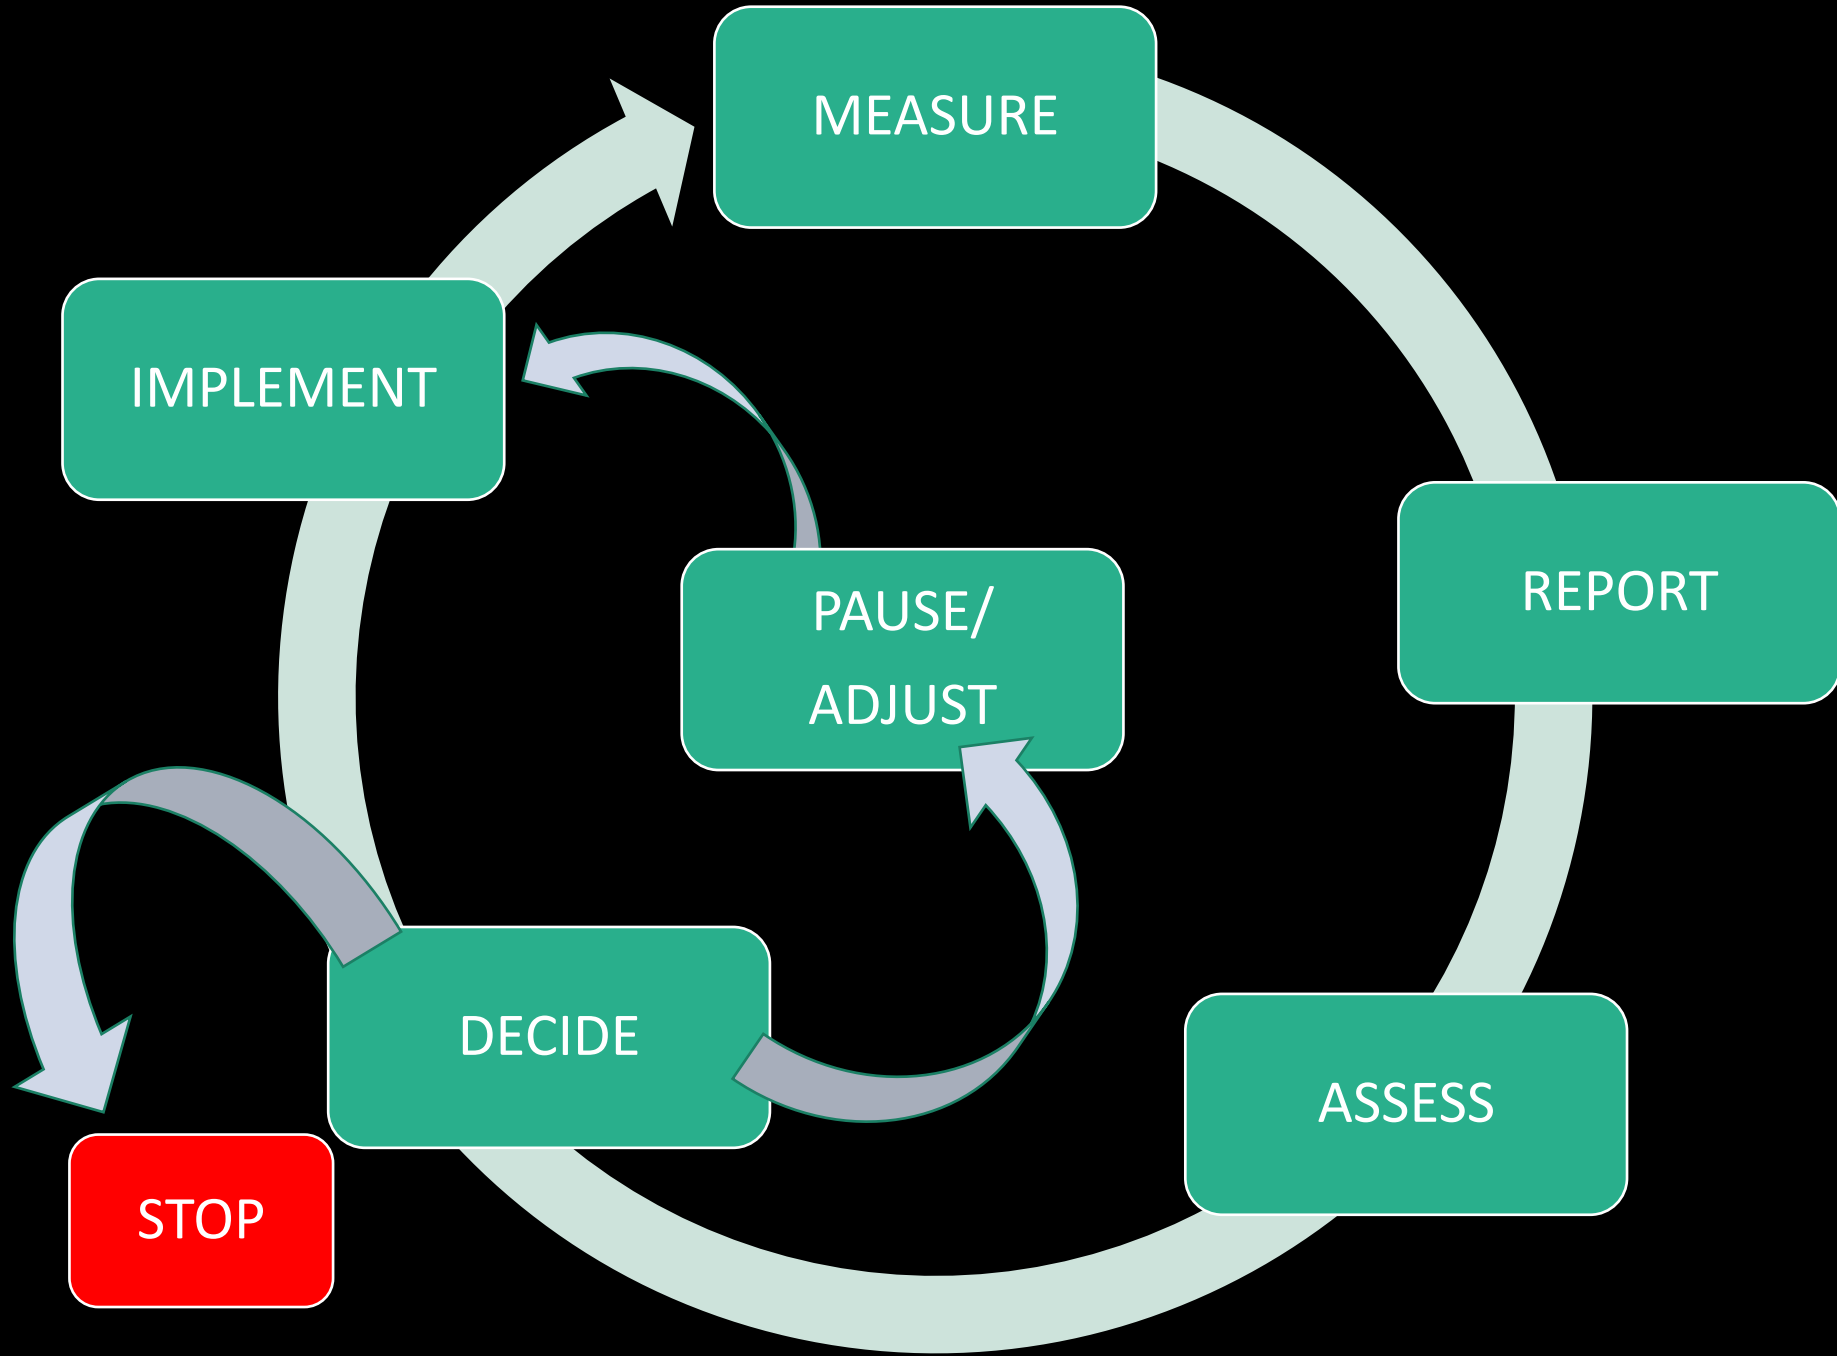 MEASURE
IMPLEMENT
REPORT
PAUSE/
ADJUST
DECIDE
ASSESS
STOP